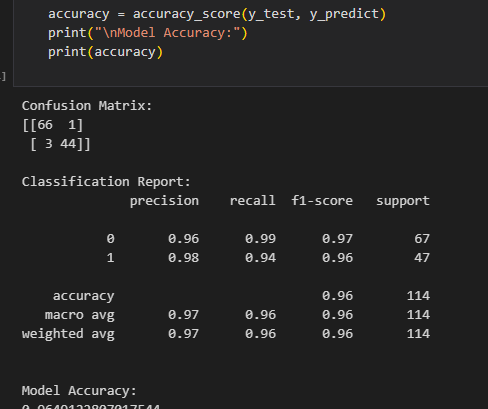 accuracy = accuracy_score(y_test, y_predict)
print("\nModel Accuracy:")
print(accuracy)
]
Confusion Matrix:
[[66  1]
 [ 3 44]]
Classification Report:
              precision    recall  f1-score   support
           0       0.96      0.99      0.97        67
           1       0.98      0.94      0.96        47
    accuracy                           0.96       114
   macro avg       0.97      0.96      0.96       114
weighted avg       0.97      0.96      0.96       114
Model Accuracy:
0.9649122807017544